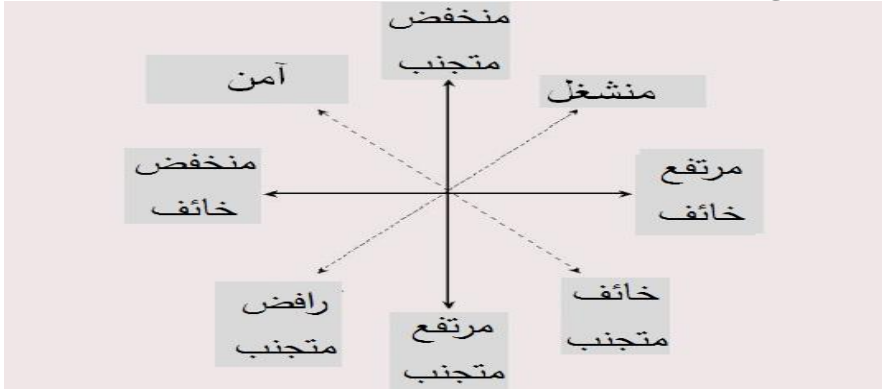 منخفض
متجنب
منشغل
آمن
مرتفع
خائف
منخفض
خائف
خائف
متجنب
مرتفع
متجنب
رافض
متجنب